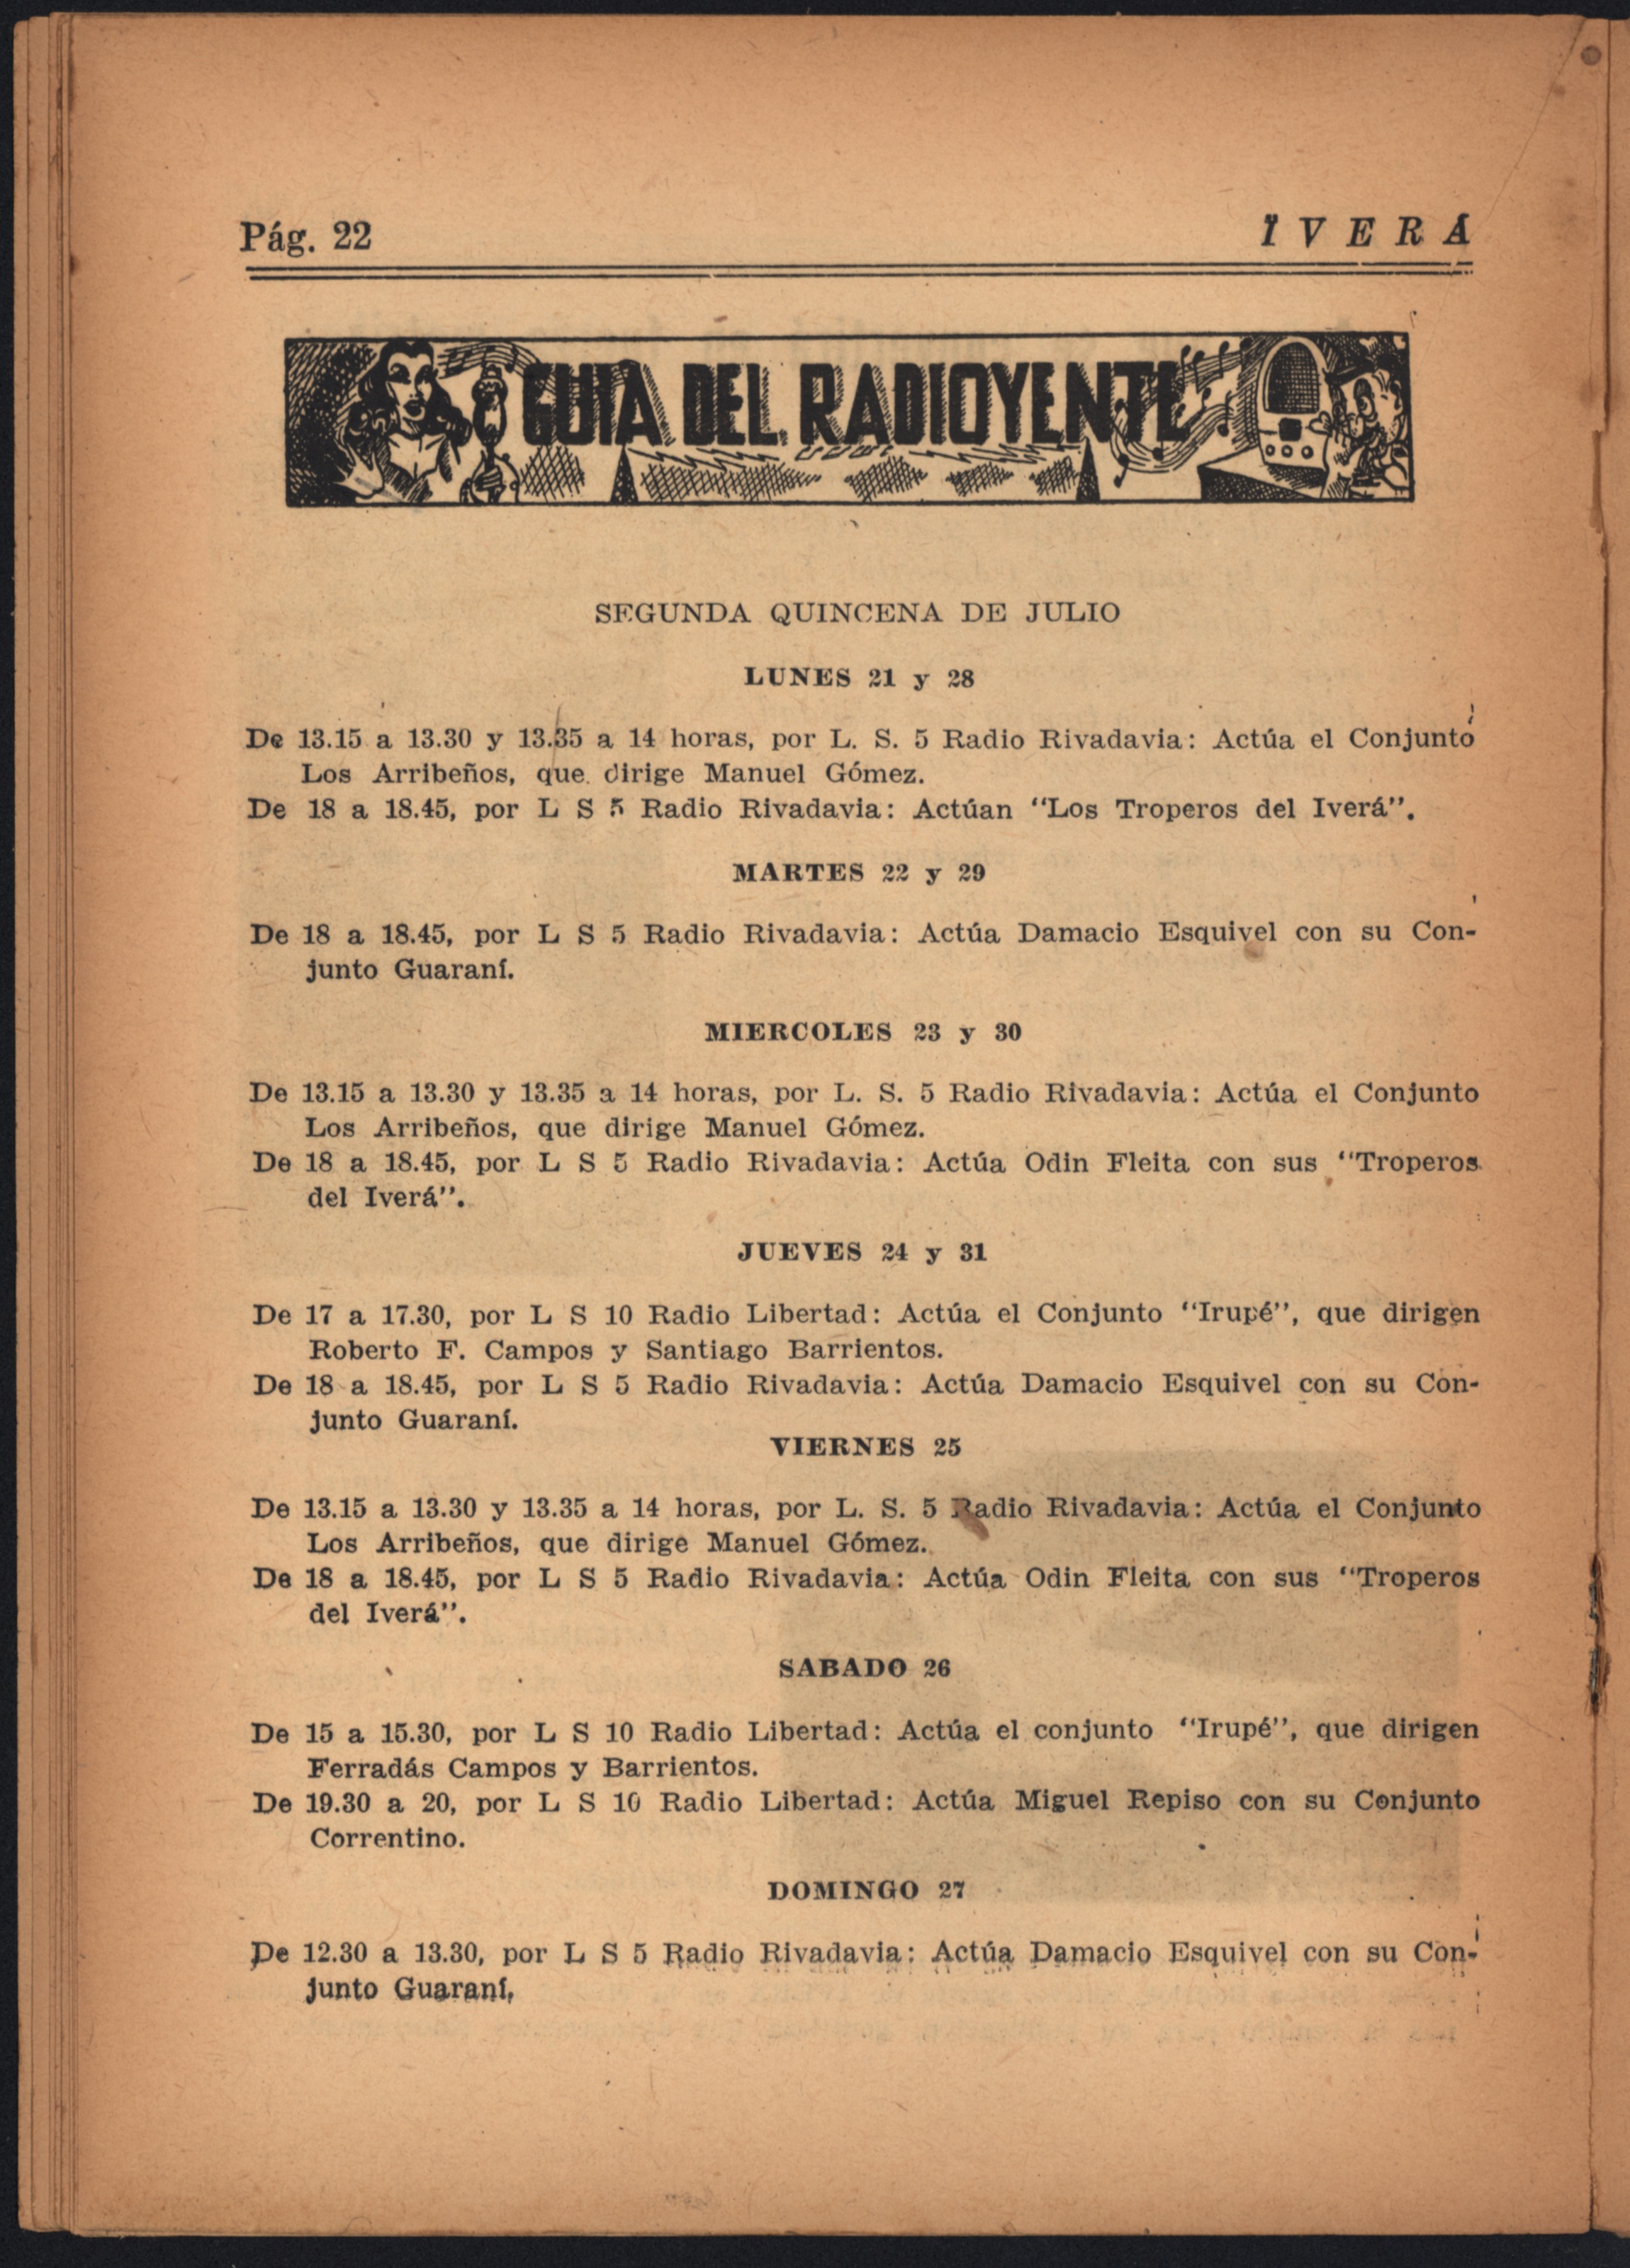 Pág. 22
ÏVERÁ
GUIA DEL RADIOYENTE
SEGUNDA QUINCENA DE JULIO
LUNES 21 y 28
De 13.15 a 13.30 y 13.35 a 14 horas, por L. S. 5 Radio Rivadavia: Actúa el Conjunto
Los Arribeños, que dirige Manuel Gómez.
De 18 a 18.45, por L S 5 Radio Rivadavia: Actúan “Los Troperos del Iverá”.
MARTES 22 y 29
De 18 a 18.45, por L S 5 Radio Rivadavia: Actúa Damacio Esquivel con su Con-
junto Guaraní.
MIERCOLES 23 y 30
De 13.15 a 13.30 y 13.35 a 14 horas, por L. S. 5 Radio Rivadavia: Actúa el Conjunto
Los Arribeños, que dirige Manuel Gómez.
De 18 a 18.45, por L S 5 Radio Rivadavia: Actúa Odin Fleita con sus “Troperos
del Iverá”.
JUEVES 24 y 31
De 17 a 17.30, por L S 10 Radio Libertad: Actúa el Conjunto “Irupé”, que dirigen
Roberto F. Campos y Santiago Barrientos.
De 18 a 18.45, por L S 5 Radio Rivadavia: Actúa Damacio Esquivel con su Con-
junto Guaraní.
VIERNES 25
De 13.15 a 13.30 y 13.35 a 14 horas, por L. S. 5 Radio Rivadavia: Actúa el Conjunto
Los Arribeños, que dirige Manuel Gómez.
De 18 a 18.45, por L S 5 Radio Rivadavia: Actúa Odin Fleita con sus “Troperos
del Iverá”.
SABADO 26
De 15 a 15.30, por L S 10 Radio Libertad: Actúa el conjunto “Irupé”, que dirigen
Ferradás Campos y Barrientos.
De 19.30 a 20, por L S 10 Radio Libertad: Actúa Miguel Repiso con su Conjunto
Correntino.
DOMINGO 27
De 12.30 a 13.30, por L S 5 Radio Rivadavia: Actúa Damacio Esquivel con su Con-
junto Guaraní.